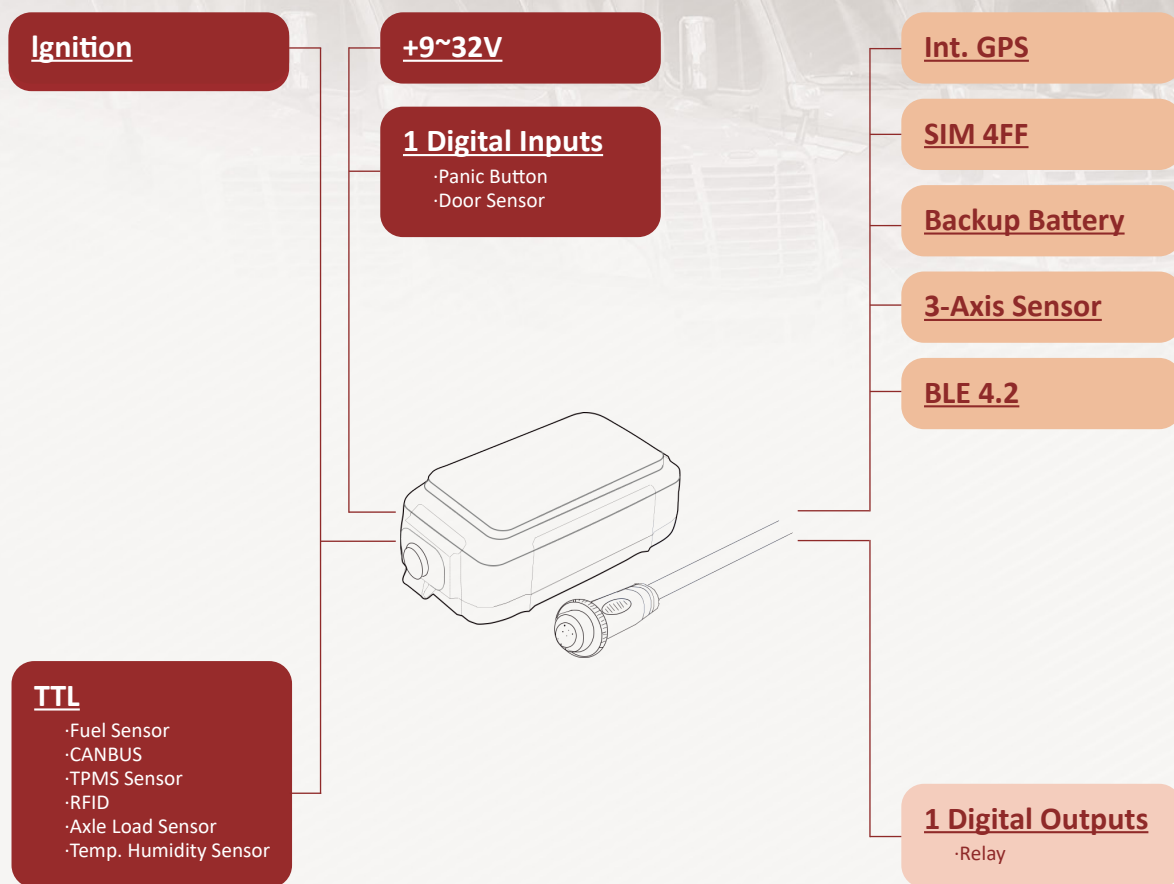 Ignition
+9~32V
1 Digital Inputs
·Panic Button
·Door Sensor
TTL
·Fuel Sensor
·CANBUS
·TPMS Sensor
·RFID
·Axle Load Sensor
·Temp. Humidity Sensor
Int. GPS
SIM 4FF
Backup Battery
3-Axis Sensor
BLE 4.2
1 Digital Outputs
·Relay